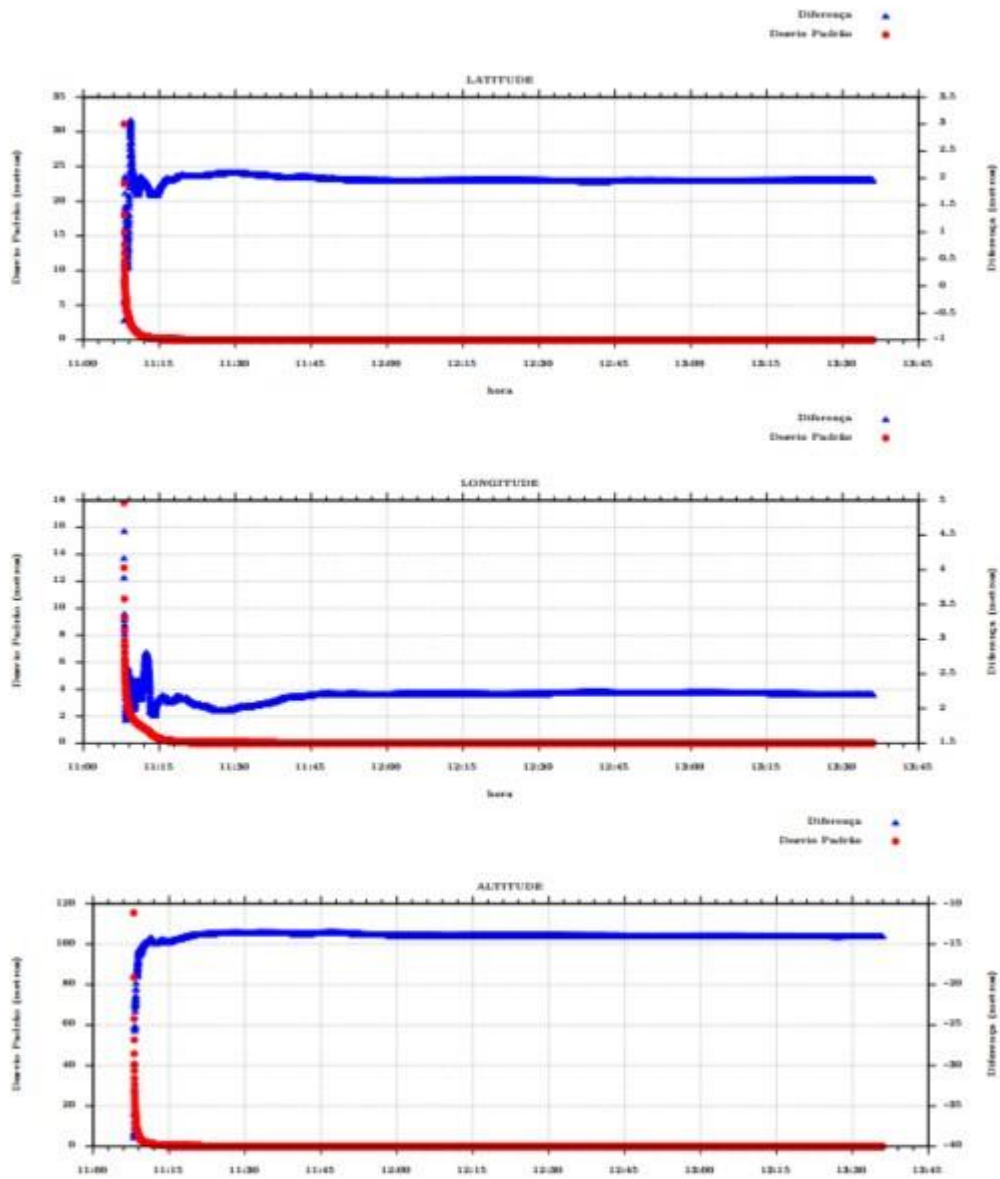 Diferença
Desvio Padrão
LATITUDE
Desvio Padrão (metros)
35
30
25
20
15
10
5
0
3.5
3
2.5
2
1.5
1
0.5
0
-0.5
-1
Diferença (metros)
11:00 11:15 11:30 11:45 12:00 12:15 12:30 12:45 13:00 13:15 13:30 13:45
hora
Diferença
Desvio Padrão
LONGITUDE
Desvio Padrão (metros)
18
16
14
12
10
8
6
4
2
0
5
4.5
4
3.5
3
2.5
2
1.5
Diferença (metros)
11:00 11:15 11:30 11:45 12:00 12:15 12:30 12:45 13:00 13:15 13:30 13:45
hora
Diferença
Desvio Padrão
ALTITUDE
Desvio Padrão (metros)
120
100
80
60
40
20
0
-10
-15
-20
-25
-30
-35
-40
Diferença (metros)
11:00 11:15 11:30 11:45 12:00 12:15 12:30 12:45 13:00 13:15 13:30 13:45